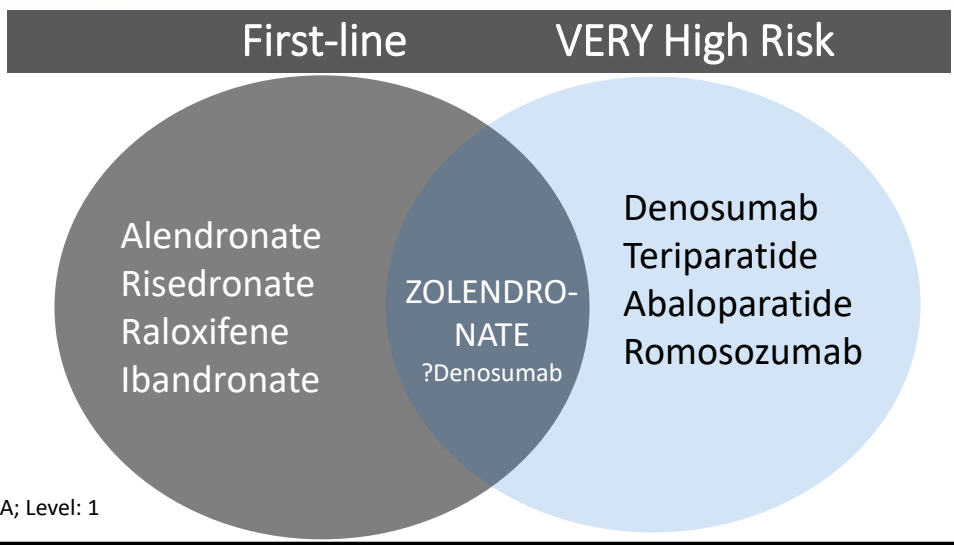 First-line VERY High Risk
Alendronate
Risedronate
Raloxifene
Ibandronate
ZOLENDRO-
NATE
?Denosumab
Denosumab
Teriparatide
Abaloparatide
Romosozumab
A; Level: 1